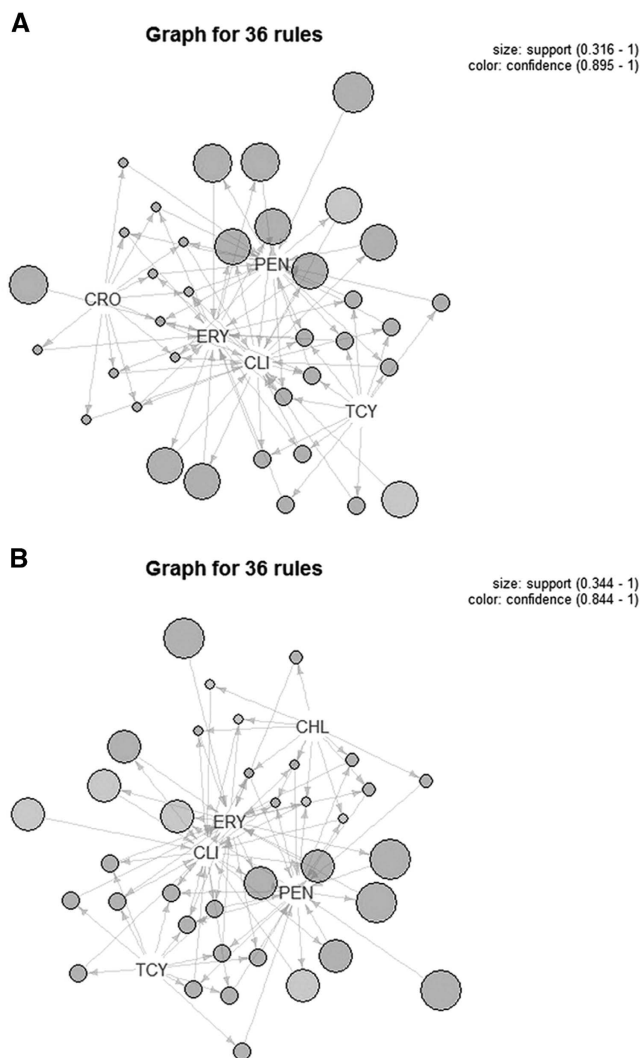 A
Graph for 36 rules
size: support (0.316 - 1)
color: confidence (0.895 - 1)
PEN
CRO
ERY
CLI
TCY
B
Graph for 36 rules
size: support (0.344 - 1)
color: confidence (0.844 - 1)
CHL
ERY
CLI
PEN
TCY